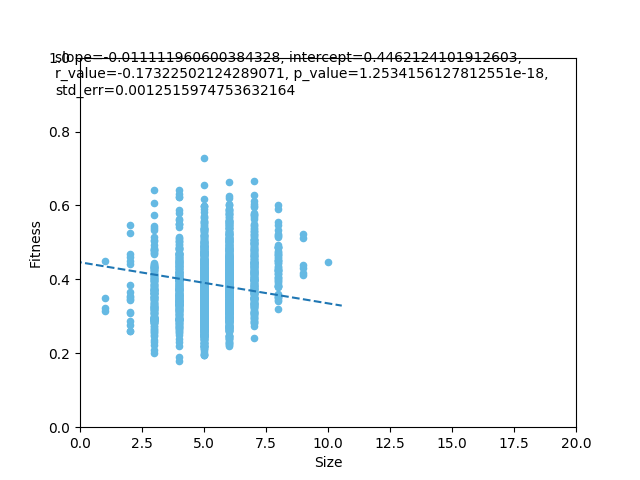 slope=-0.011111960600384328, intercept=0.4462124101912603,
r_value=-0.17322502124289071, p_value=1.2534156127812551e-18,
std_err=0.0012515974753632164
1.0
0.8
0.6
0.4
0.2
0.0
Fitness
0.0 2.5 5.0 7.5 10.0 12.5 15.0 17.5 20.0
Size